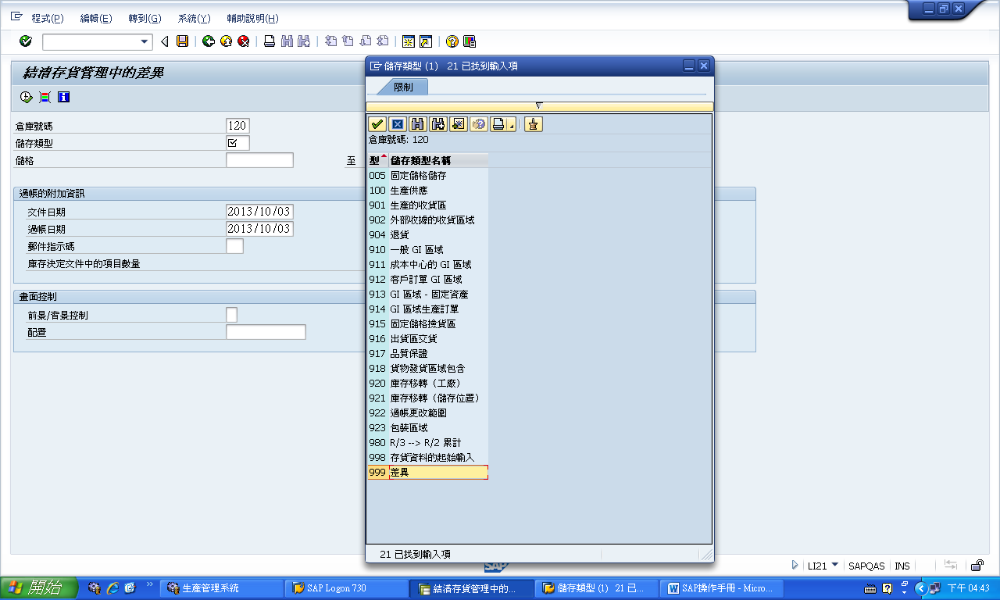 程式(P) 編輯(E) 轉到(G) 系統(Y) 輔助說明(H)
結清存貨管理中的差異
倉庫號碼 120
儲存類型
儲格 至
過帳的附加資訊
文件日期 2013/10/03
過帳日期 2013/10/03
郵件指示碼
庫存決定文件中的項目數量
畫面控制
前景/背景控制
配置
儲存類型 (1) 21 已找到輸入項
限制
倉庫號碼: 120
型 儲存類型名稱
005 固定儲格儲存
100 生產供應
901 生產的收貨區
902 外部收據的收貨區域
904 退貨
910 一般 GI 區域
911 成本中心的 GI 區域
912 客戶訂單 GI 區域
913 GI 區域 - 固定資產
914 GI 區域生產訂單
915 固定儲格撿貨區
916 出貨區交貨
917 品質保證
918 貨物發貨區域包含
920 庫存移轉（工廠）
921 庫存移轉（儲存位置）
922 過帳更改範圍
923 包裝區域
980 R/3 --> R/2 累計
998 存貨資料的起始輸入
999 差異
21 已找到輸入項
SAP
LI21 SAPQAS INS
開始 生產管理系統 SAP Logon 730 結清存貨管理中的... 儲存類型 (1) 21 已... SAP操作手冊 - Micro... 下午 04:43